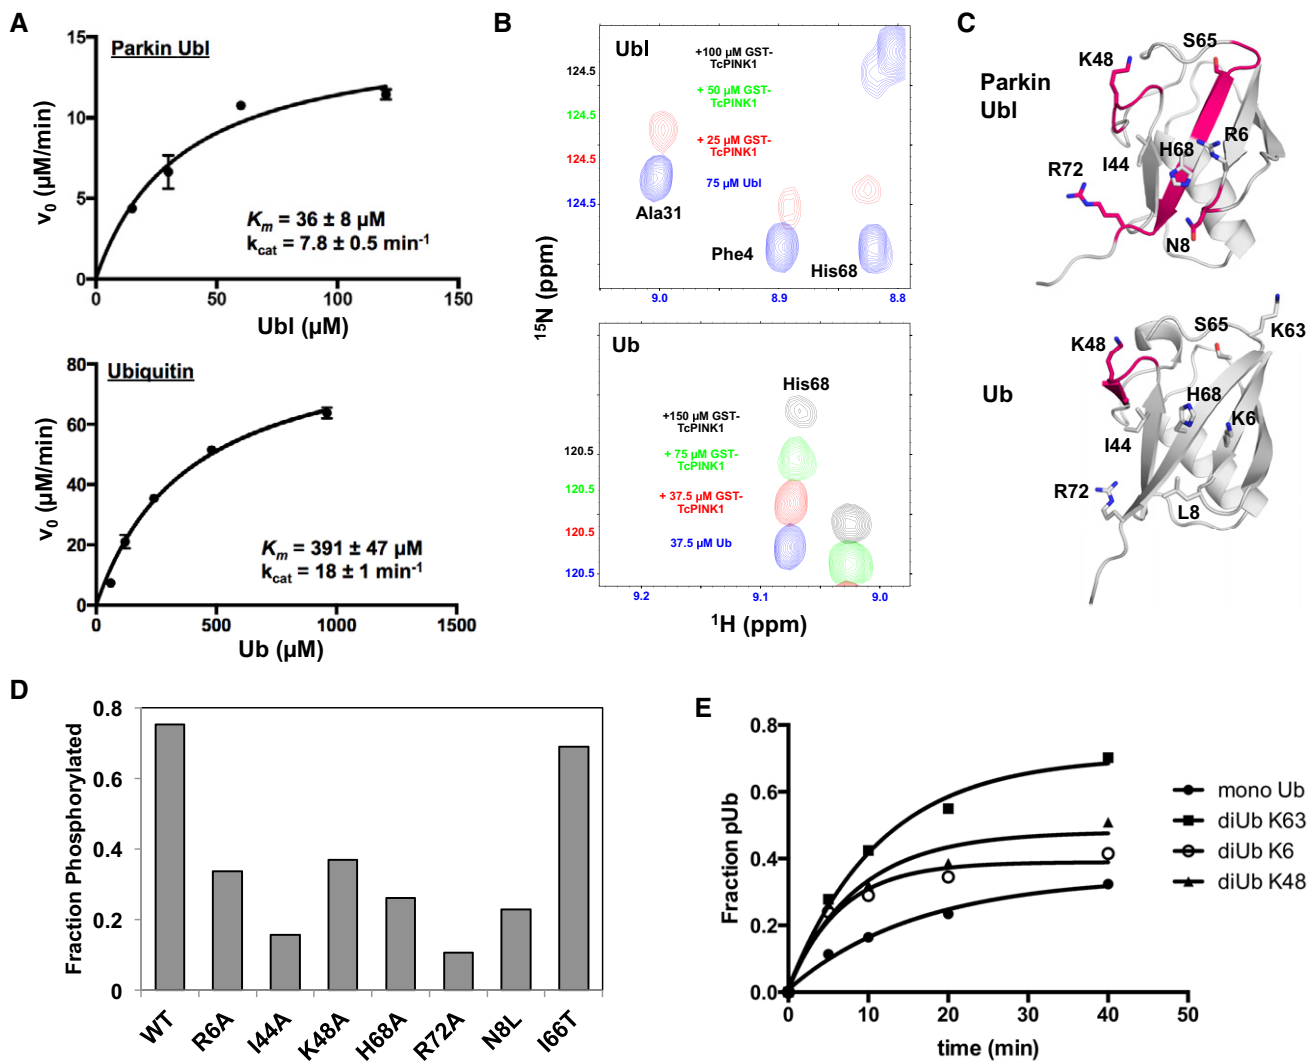 A
Parkin Ubl
15
10
5
0
v₀ (µM/min)
Kₘ = 36 ± 8 µM
k꜀ₐₜ = 7.8 ± 0.5 min⁻¹
0
50
100
150
Ubl (µM)
Ubiquitin
80
60
40
20
0
v₀ (µM/min)
Kₘ = 391 ± 47 µM
k꜀ₐₜ = 18 ± 1 min⁻¹
0
500
1000
1500
Ub (µM)
B
Ubl
+100 µM GST-
TcPINK1
+ 50 µM GST-
TcPINK1
+ 25 µM GST-
TcPINK1
75 µM Ubl
124.5
124.5
124.5
124.5
Ala31
Phe4
His68
9.0
8.9
8.8
¹⁵N (ppm)
Ub
His68
+150 µM GST-
TcPINK1
+ 75 µM GST-
TcPINK1
+ 37.5 µM GST-
TcPINK1
37.5 µM Ub
120.5
120.5
120.5
120.5
9.2
9.1
9.0
¹H (ppm)
C
Parkin
Ubl
S65
K48
R6
H68
I44
R72
N8
Ub
S65
K63
K48
H68
K6
I44
R72
L8
D
Fraction Phosphorylated
0.8
0.6
0.4
0.2
0
WT
R6A
I44A
K48A
H68A
R72A
N8L
I66T
E
Fraction pUb
0.8
0.6
0.4
0.2
0.0
0
10
20
30
40
50
time (min)
mono Ub
diUb K63
diUb K6
diUb K48